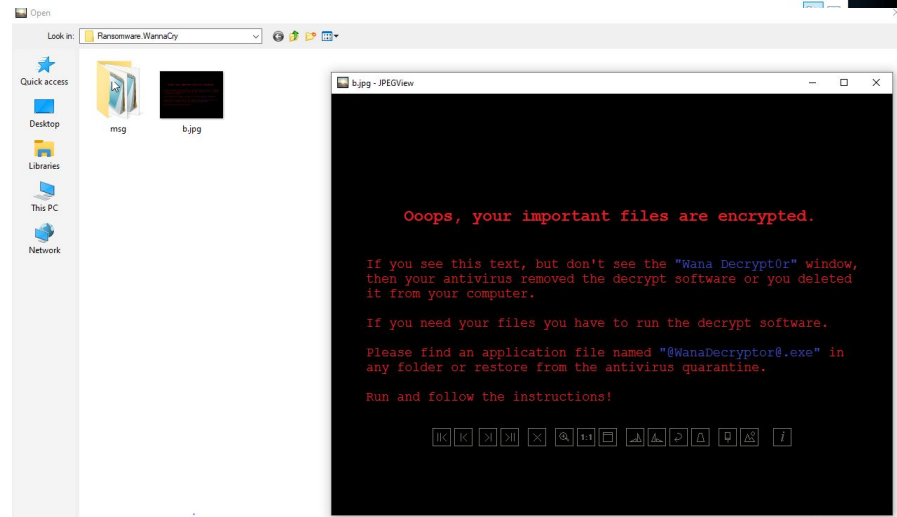 Open
Look in:
Ransomware.WannaCry
Quick access
Desktop
Libraries
This PC
Network
msg
b.jpg
b.jpg - JPEGView
Ooops, your important files are encrypted.
If you see this text, but don't see the "Wana Decrypt0r" window,
then your antivirus removed the decrypt software or you deleted
it from your computer.
If you need your files you have to run the decrypt software.
Please find an application file named "@WanaDecryptor@.exe" in
any folder or restore from the antivirus quarantine.
Run and follow the instructions!
1:1
i